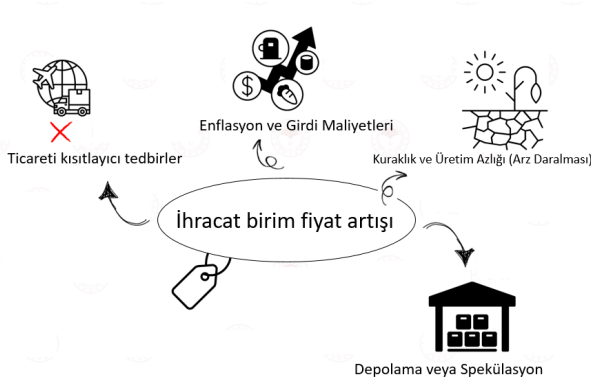 Enflasyon ve Girdi Maliyetleri
Ticareti kısıtlayıcı tedbirler
Kuraklık ve Üretim Azlığı (Arz Daralması)
İhracat birim fiyat artışı
Depolama veya Spekülasyon